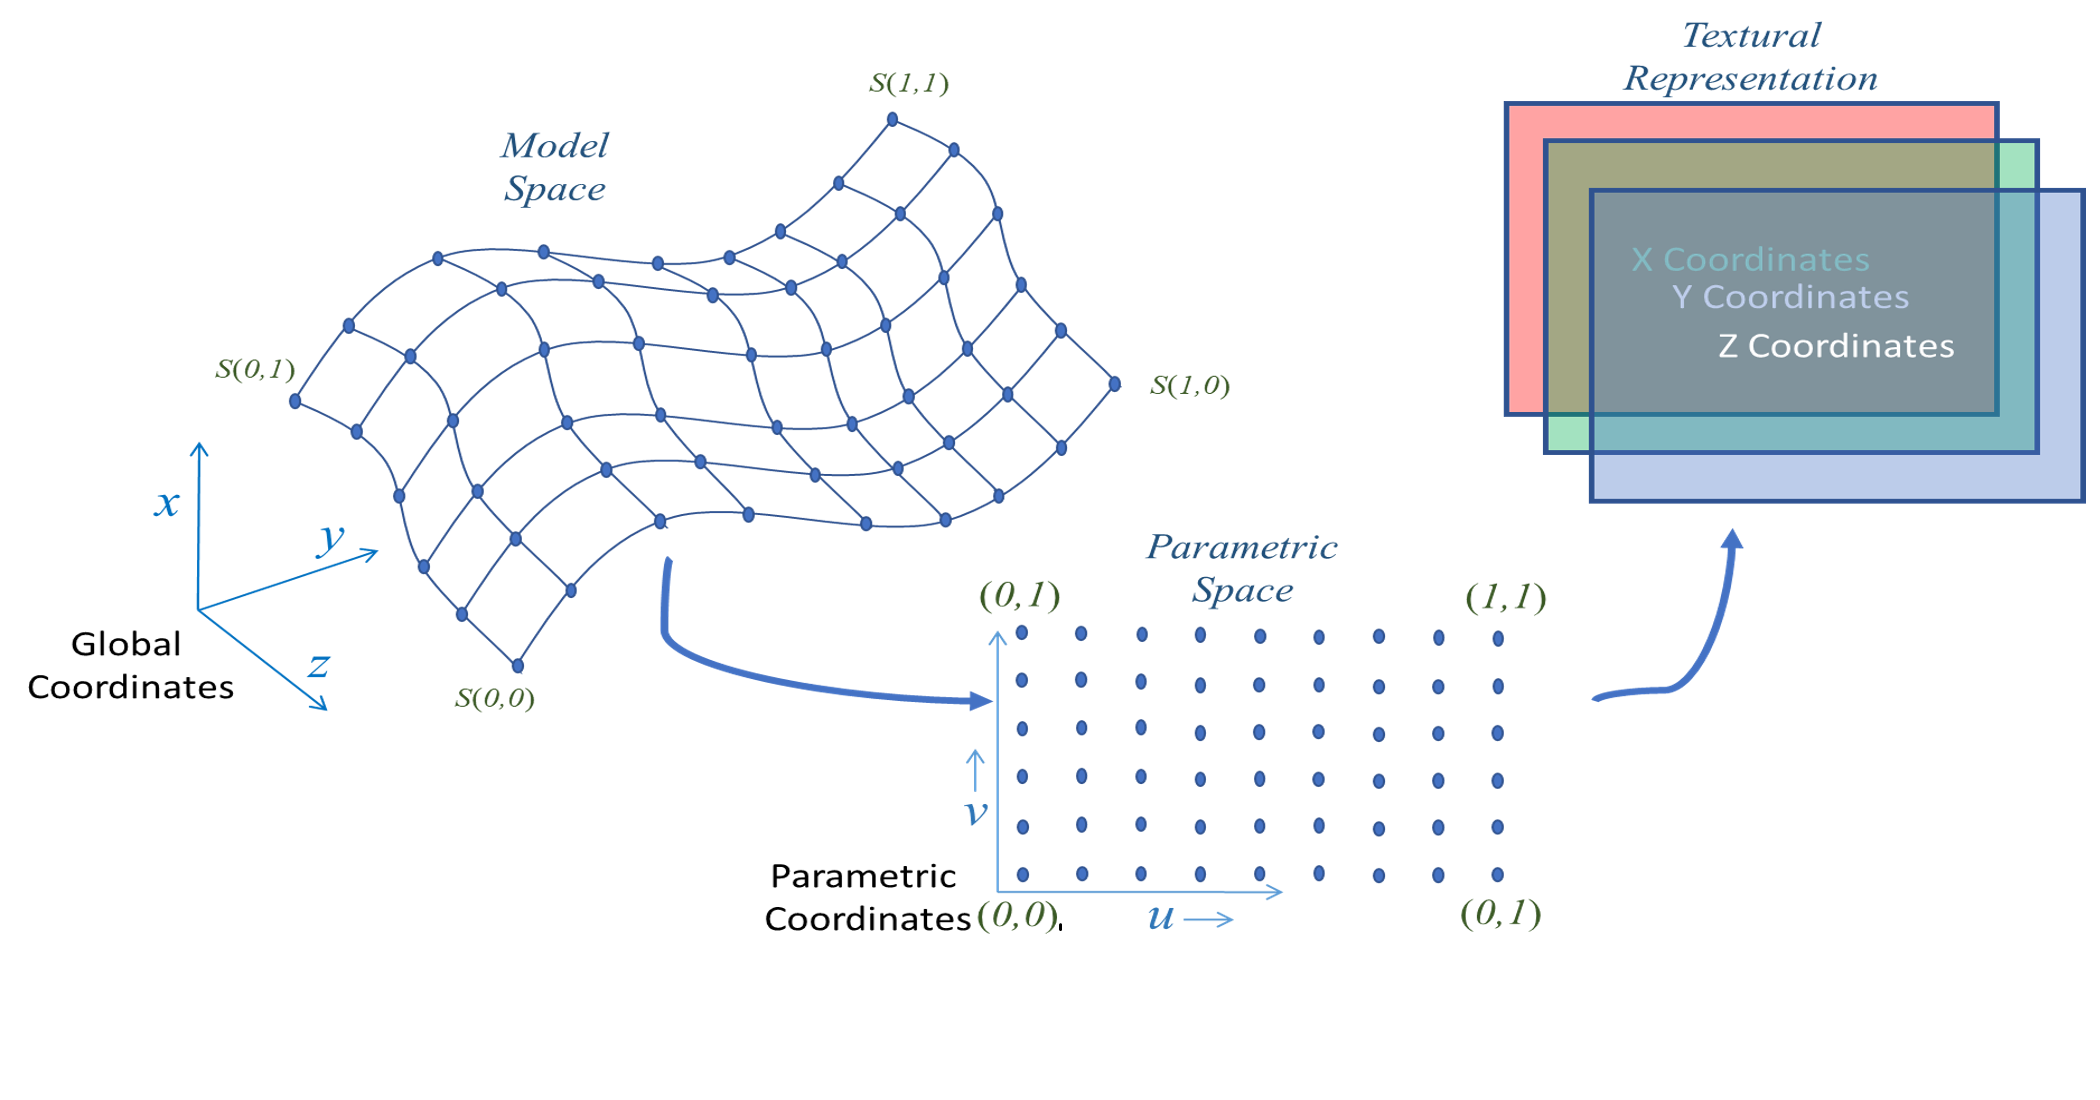 Textural
Representation
S(1,1)
Model
Space
X Coordinates
Y Coordinates
Z Coordinates
S(0,1)
S(1,0)
x
y
Global
Coordinates
z
S(0,0)
Parametric
Space
(0,1)
(1,1)
v
Parametric
Coordinates
(0,0).
u
(0,1)